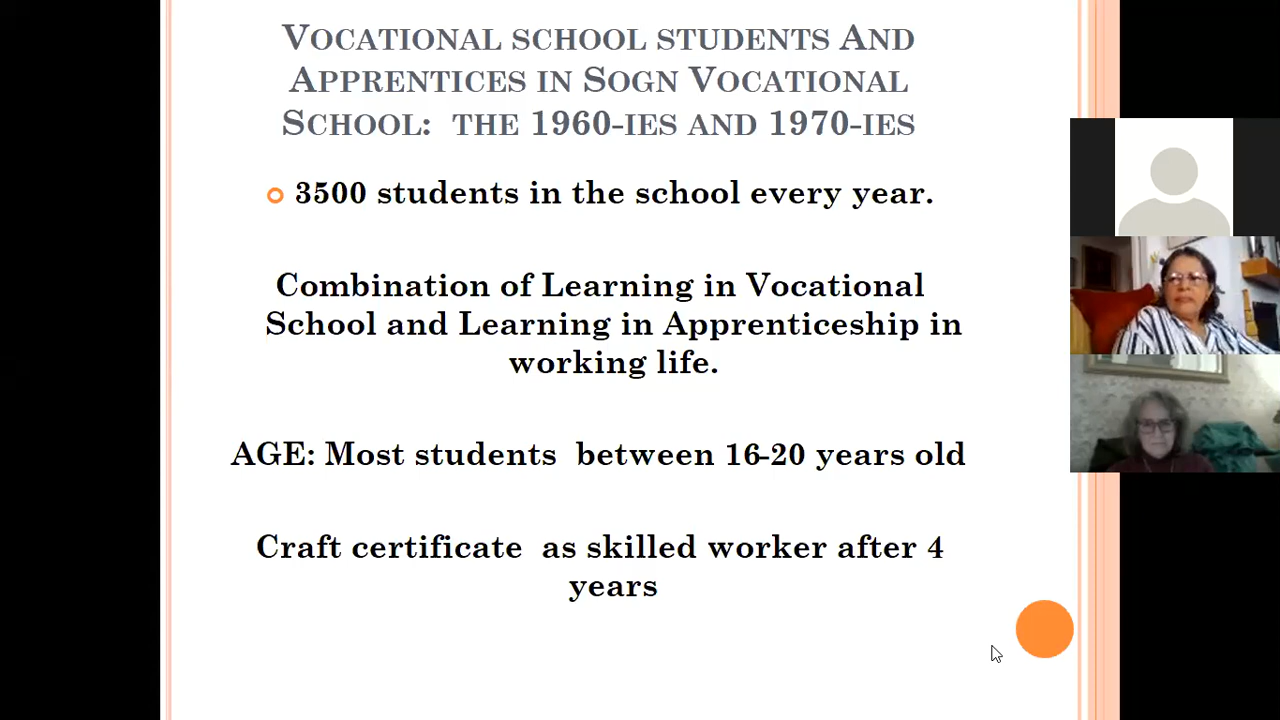 Vocational school students And
Apprentices in Sogn Vocational
School: the 1960-ies and 1970-ies
3500 students in the school every year.
Combination of Learning in Vocational
School and Learning in Apprenticeship in
working life.
AGE: Most students between 16-20 years old
Craft certificate as skilled worker after 4
years